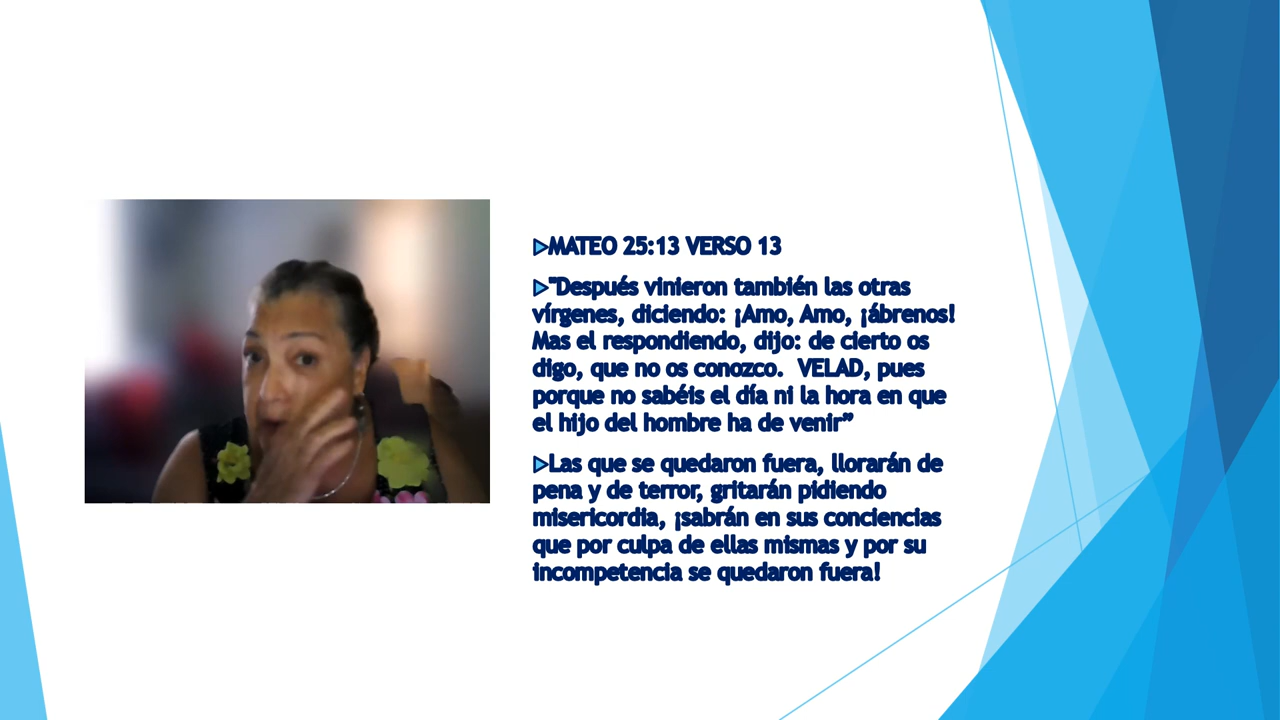 MATEO 25:13 VERSO 13
"Después vinieron también las otras
vírgenes, diciendo: ¡Amo, Amo, ¡ábrenos!
Mas el respondiendo, dijo: de cierto os
digo, que no os conozco.  VELAD, pues
porque no sabéis el día ni la hora en que
el hijo del hombre ha de venir”
Las que se quedaron fuera, llorarán de
pena y de terror, gritarán pidiendo
misericordia, ¡sabrán en sus conciencias
que por culpa de ellas mismas y por su
incompetencia se quedaron fuera!